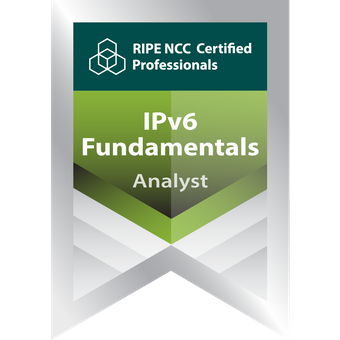 RIPE NCC Certified
Professionals
IPv6
Fundamentals
Analyst